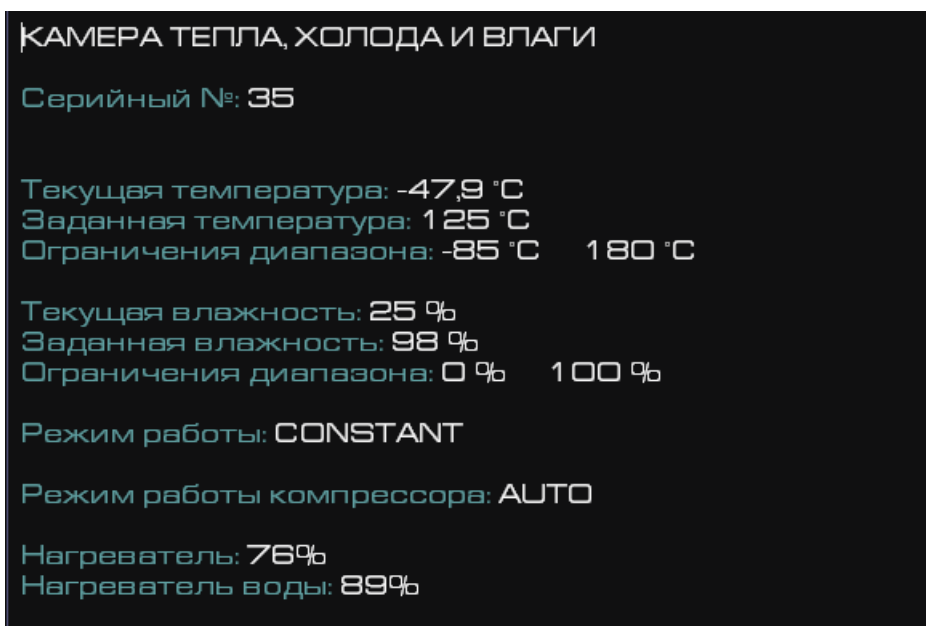 КАМЕРА ТЕПЛА, ХОЛОДА И ВЛАГИ
Серийный №: 35
Текущая температура: -47,9 °C
Заданная температура: 125 °C
Ограничения диапазона: -85 °C 180 °C
Текущая влажность: 25 %
Заданная влажность: 98 %
Ограничения диапазона: 0 % 100 %
Режим работы: CONSTANT
Режим работы компрессора: AUTO
Нагреватель: 76%
Нагреватель воды: 89%